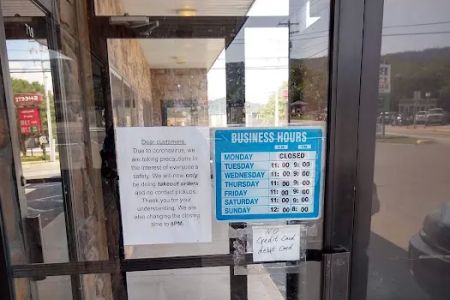 Dear customers,
Due to coronavirus, we
are taking precautions in
the interest of everyone's
safety. We will now only
be doing takeout orders
and no contact pickups.
Thank you for your
understanding. We are
also changing the closing
time to 8PM.
BUSINESS HOURS
MONDAY CLOSED
TUESDAY 11:00 9:00
WEDNESDAY 11:00 9:00
THURSDAY 11:00 9:00
FRIDAY 11:00 9:00
SATURDAY 11:00 9:00
SUNDAY 12:00 8:00
NO
Credit Card
debit Card